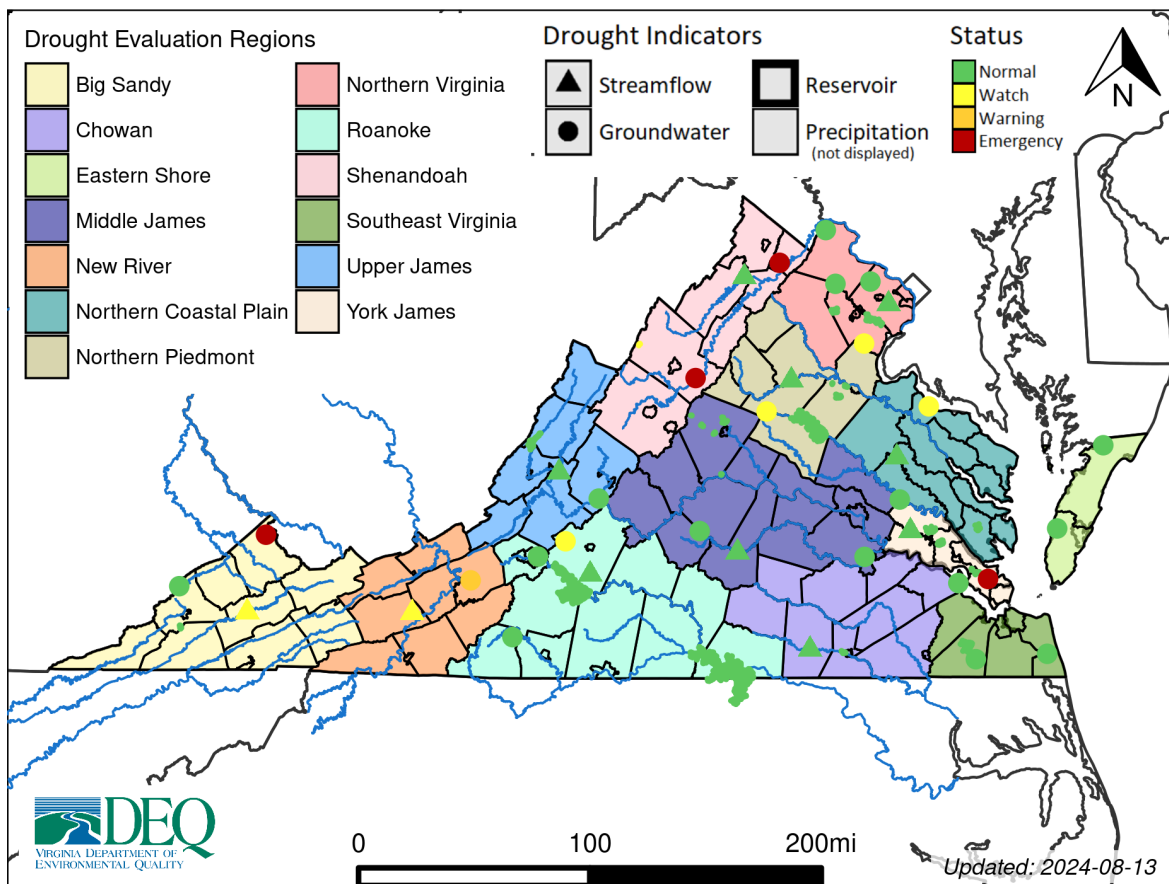 Drought Evaluation Regions
Big Sandy
Chowan
Eastern Shore
Middle James
New River
Northern Coastal Plain
Northern Piedmont
Northern Virginia
Roanoke
Shenandoah
Southeast Virginia
Upper James
York James
Drought Indicators
Streamflow
Groundwater
Reservoir
Precipitation
(not displayed)
Status
Normal
Watch
Warning
Emergency
N
DEQ
VIRGINIA DEPARTMENT OF
ENVIRONMENTAL QUALITY
0 100 200mi
Updated: 2024-08-13